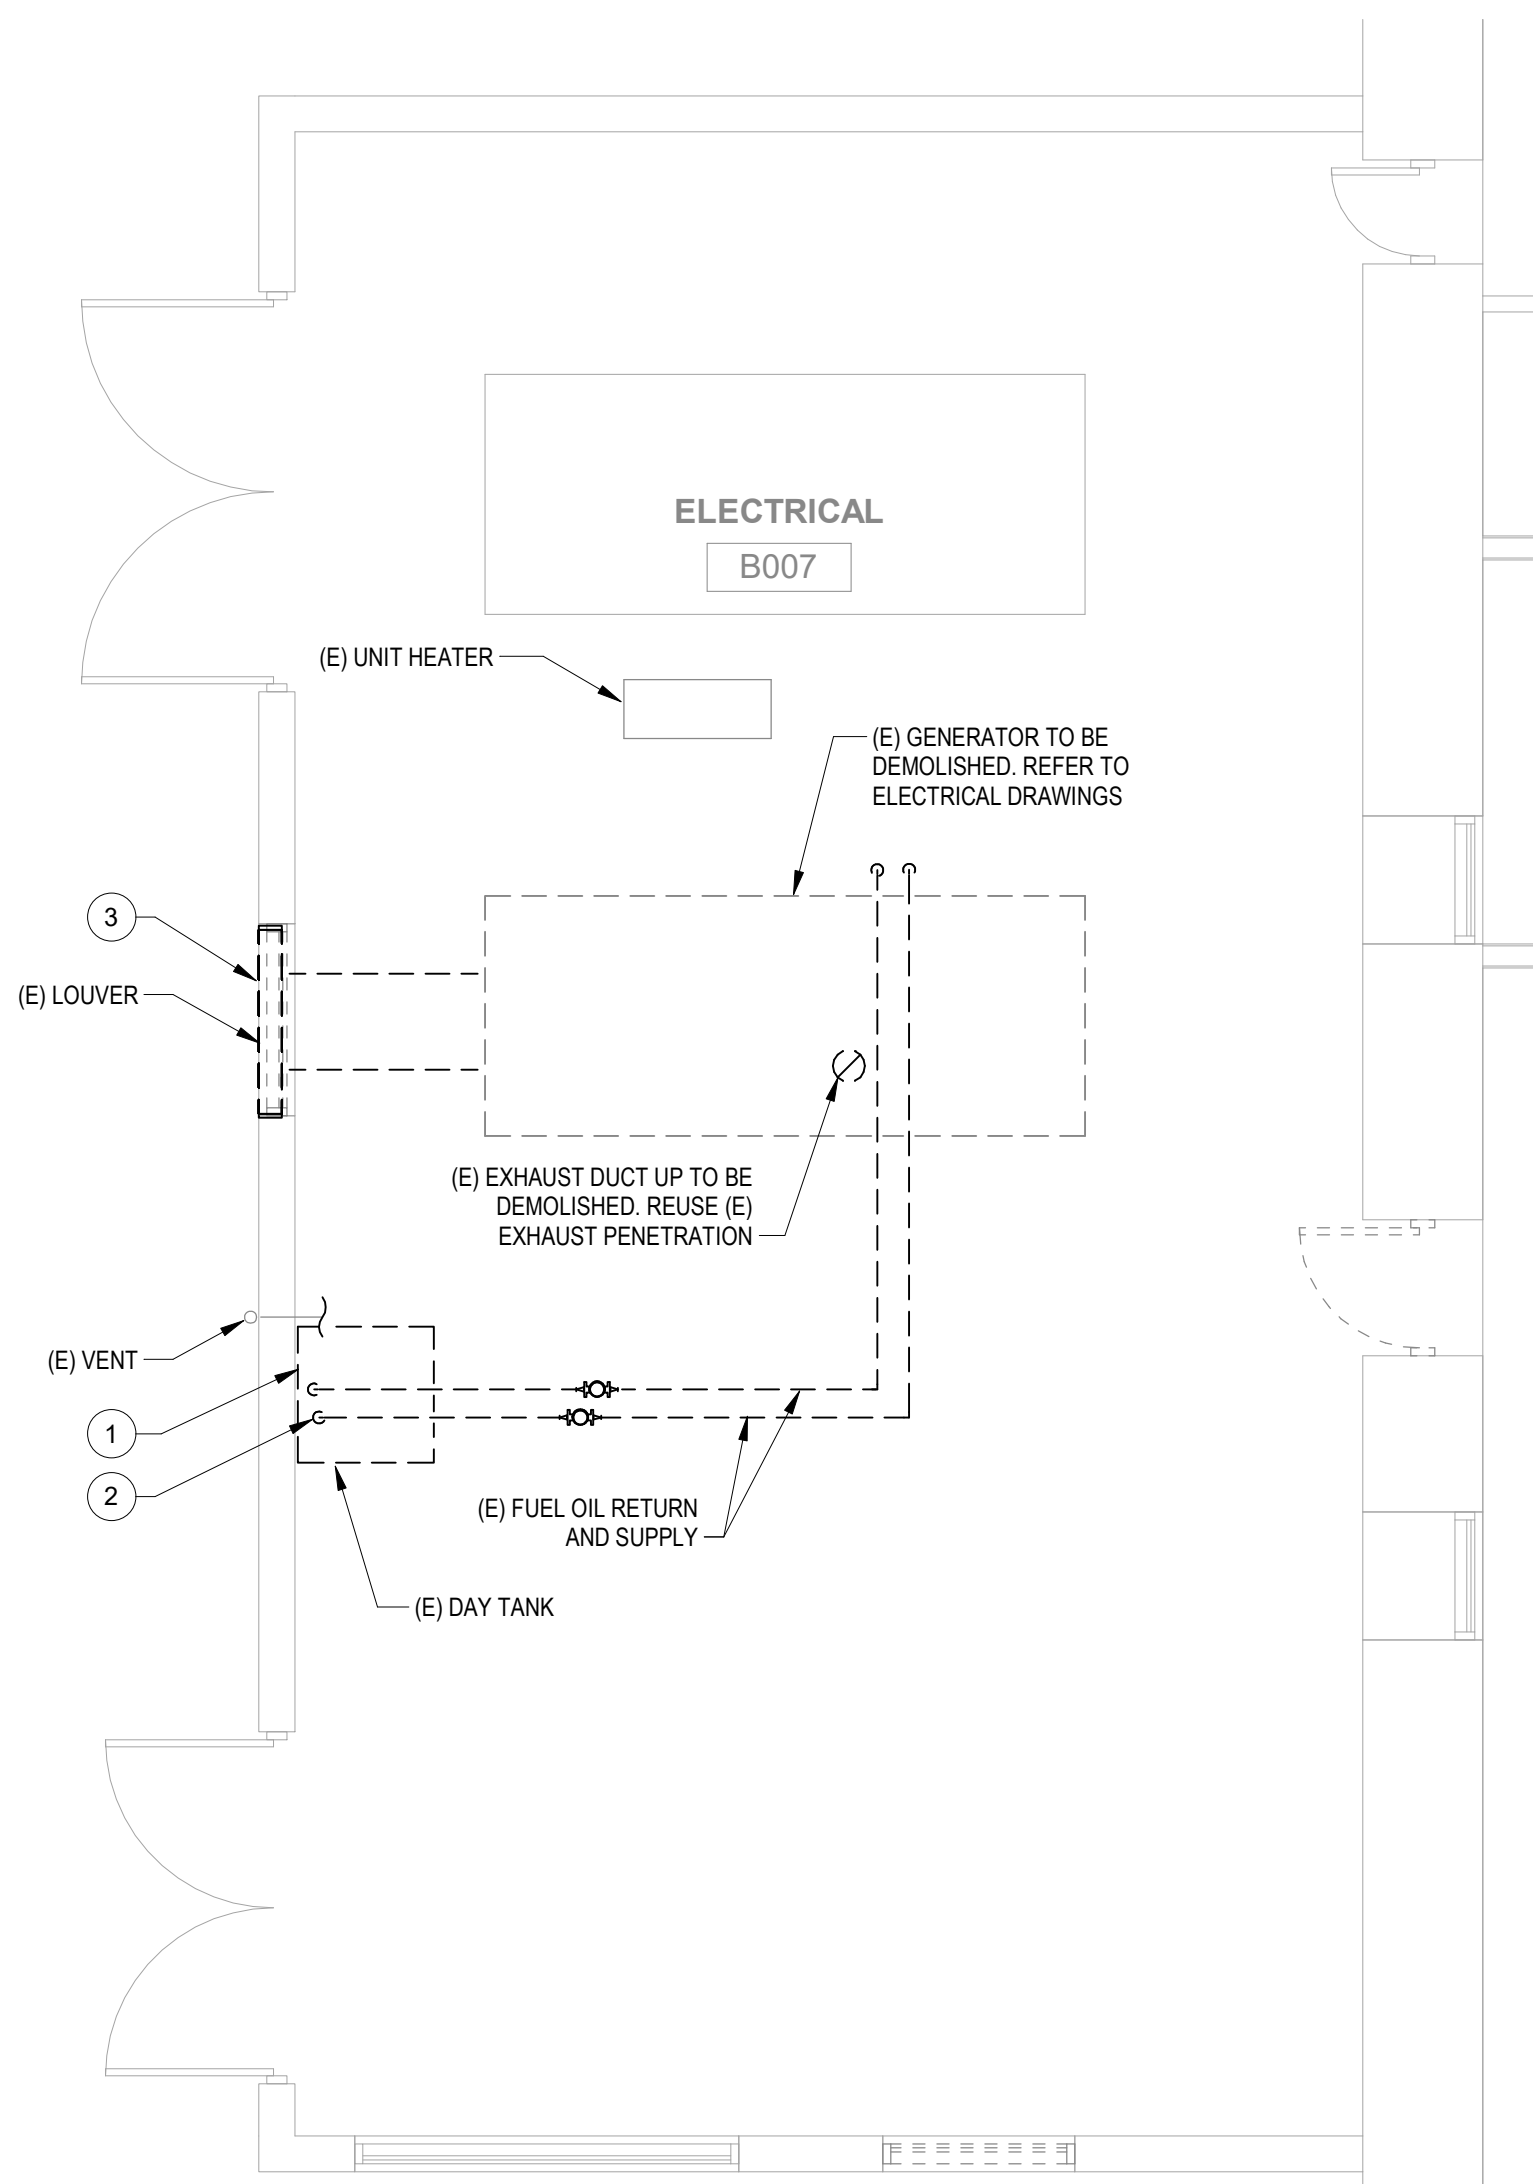 ELECTRICAL
B007
(E) UNIT HEATER
(E) GENERATOR TO BE
DEMOLISHED. REFER TO
ELECTRICAL DRAWINGS
3
(E) LOUVER
(E) EXHAUST DUCT UP TO BE
DEMOLISHED. REUSE (E)
EXHAUST PENETRATION
(E) VENT
1
2
(E) FUEL OIL RETURN
AND SUPPLY
(E) DAY TANK